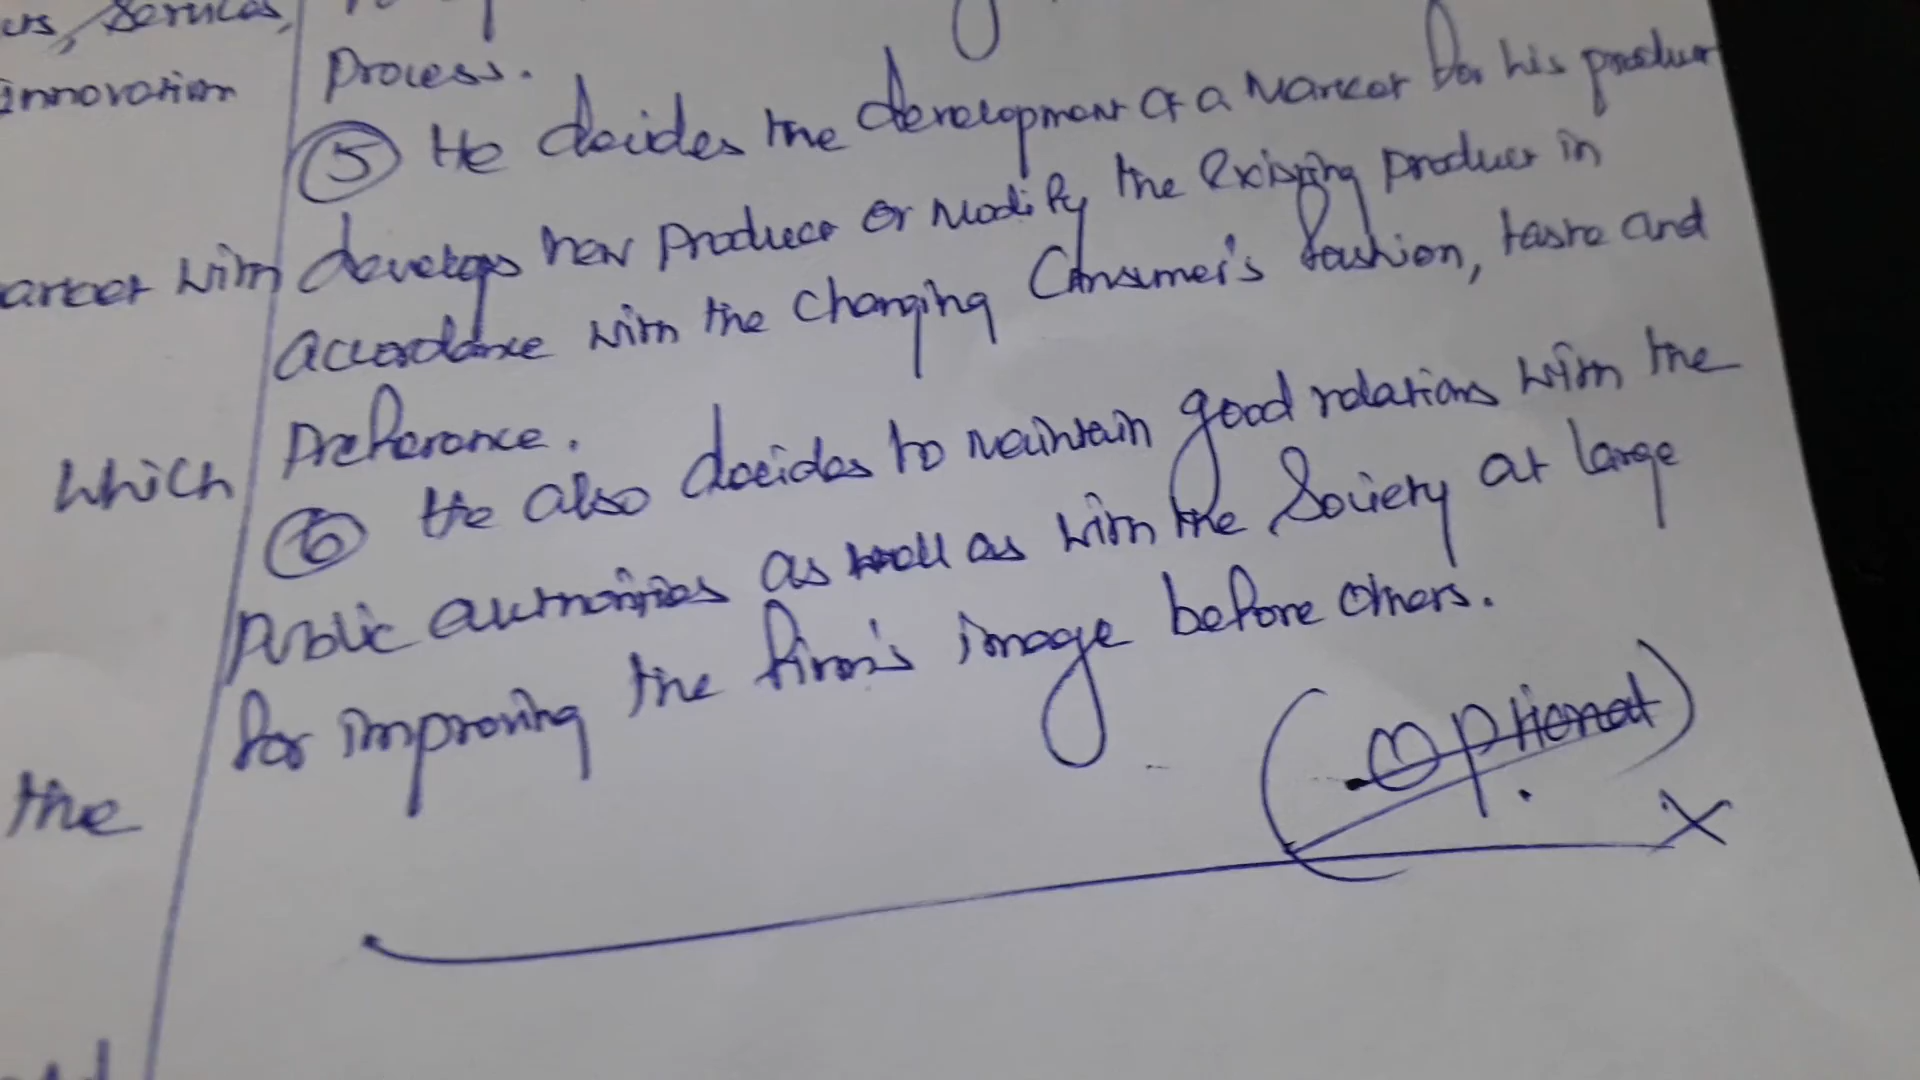 us, services,
innovation
arket with
which
the
Process.
(5) He decides the development of a Market for his product
develops new product or modify the existing product in
accordance with the changing Consumer's fashion, taste and
Preference.
(6) He also decides to maintain good relations with the
Public authorities as well as with the Society at large
for improving the firm's image before others.
(optional)
X